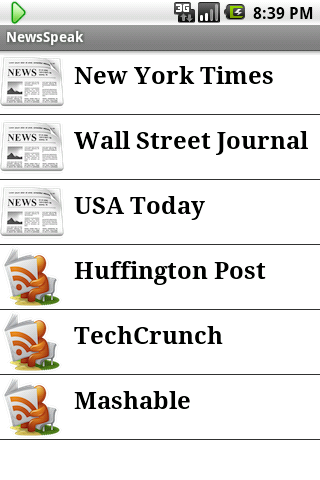 3G 8:39 PM
NewsSpeak
NEWS New York Times
NEWS Wall Street Journal
NEWS USA Today
Huffington Post
TechCrunch
Mashable